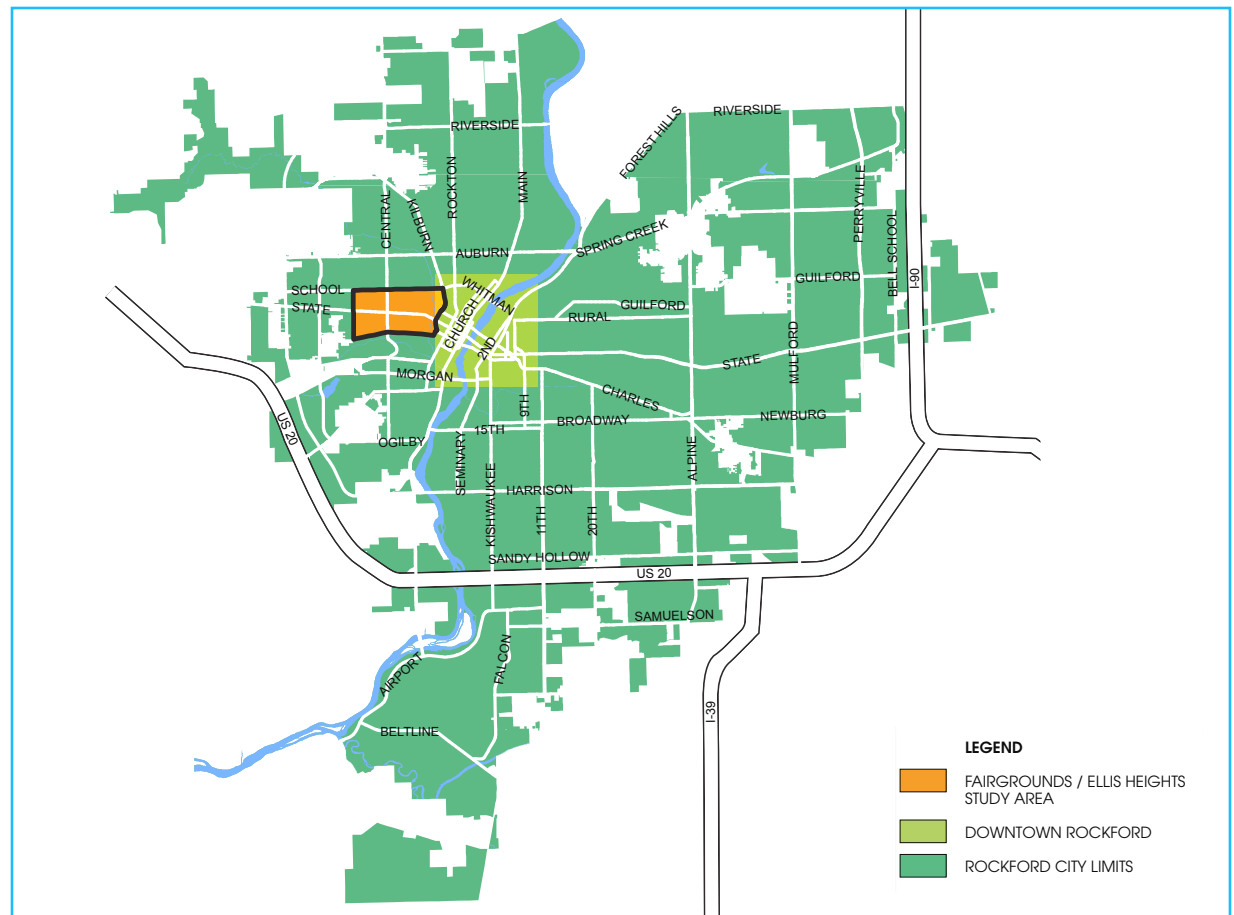 RIVERSIDE
RIVERSIDE
FOREST HILLS
ROCKTON
MAIN
CENTRAL
KILBURN
PERRYVILLE
BELL SCHOOL
I-90
SPRING CREEK
AUBURN
GUILFORD
SCHOOL
STATE
WHITMAN
CHURCH
2ND
GUILFORD
RURAL
MULFORD
STATE
MORGAN
CHARLES
9TH
BROADWAY
NEWBURG
US 20
OGILBY
15TH
SEMINARY
KISHWAUKEE
ALPINE
HARRISON
11TH
20TH
SANDY HOLLOW
US 20
SAMUELSON
AIRPORT
FALCON
I-39
BELTLINE
LEGEND
FAIRGROUNDS / ELLIS HEIGHTS
STUDY AREA
DOWNTOWN ROCKFORD
ROCKFORD CITY LIMITS